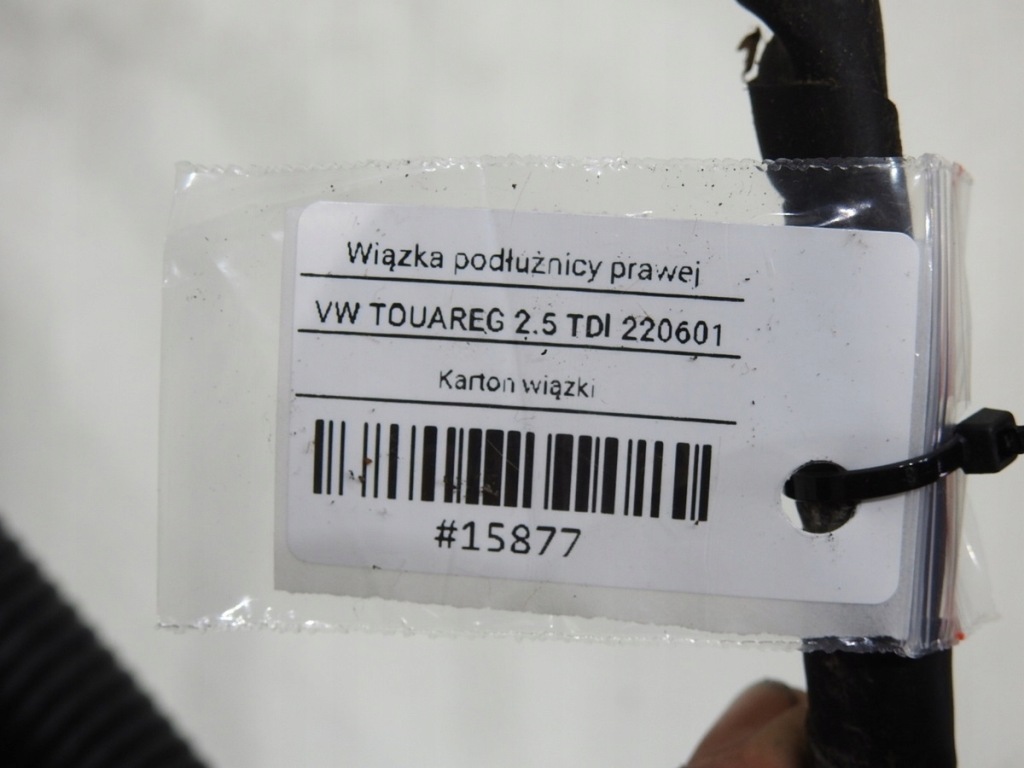 Wiązka podłużnicy prawej
VW TOUAREG 2.5 TDI 220601
Karton wiązki
#15877